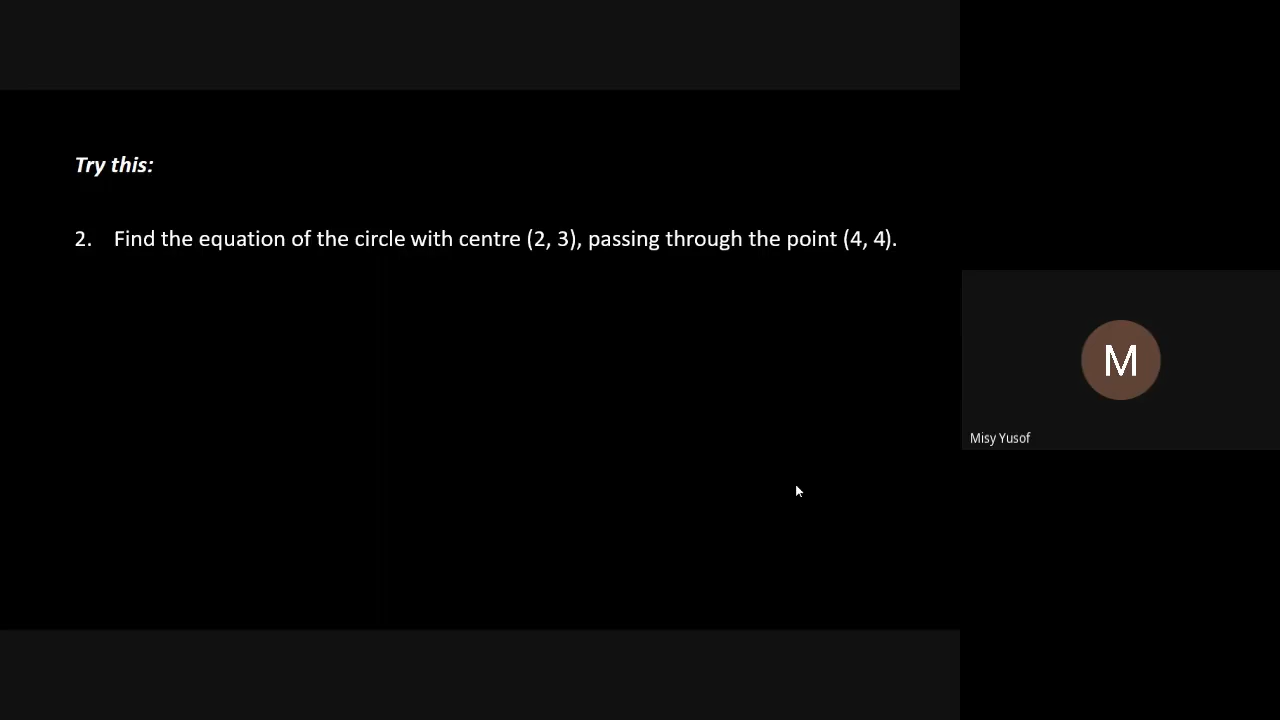 Try this:
2. Find the equation of the circle with centre (2, 3), passing through the point (4, 4).
M
Misy Yusof